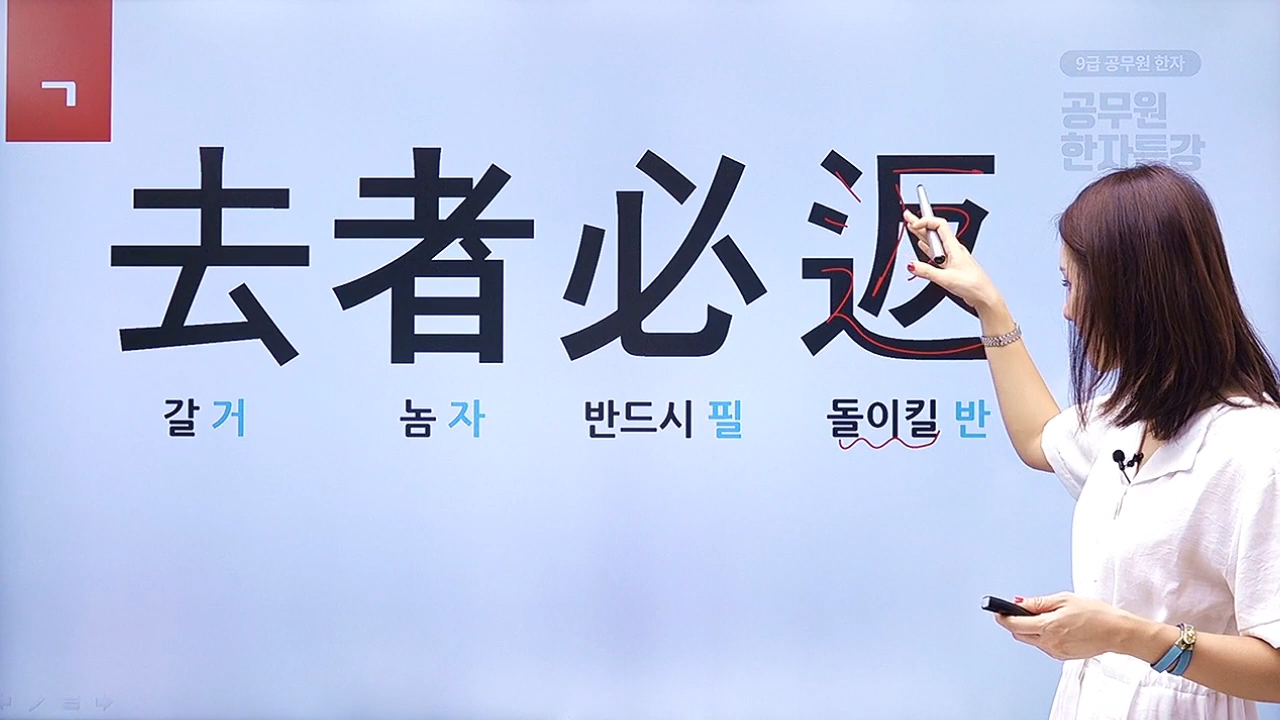 ㄱ
9급 공무원 한자
공무원
한자특강
去者必返
갈 거 놈 자 반드시 필 돌이킬 반